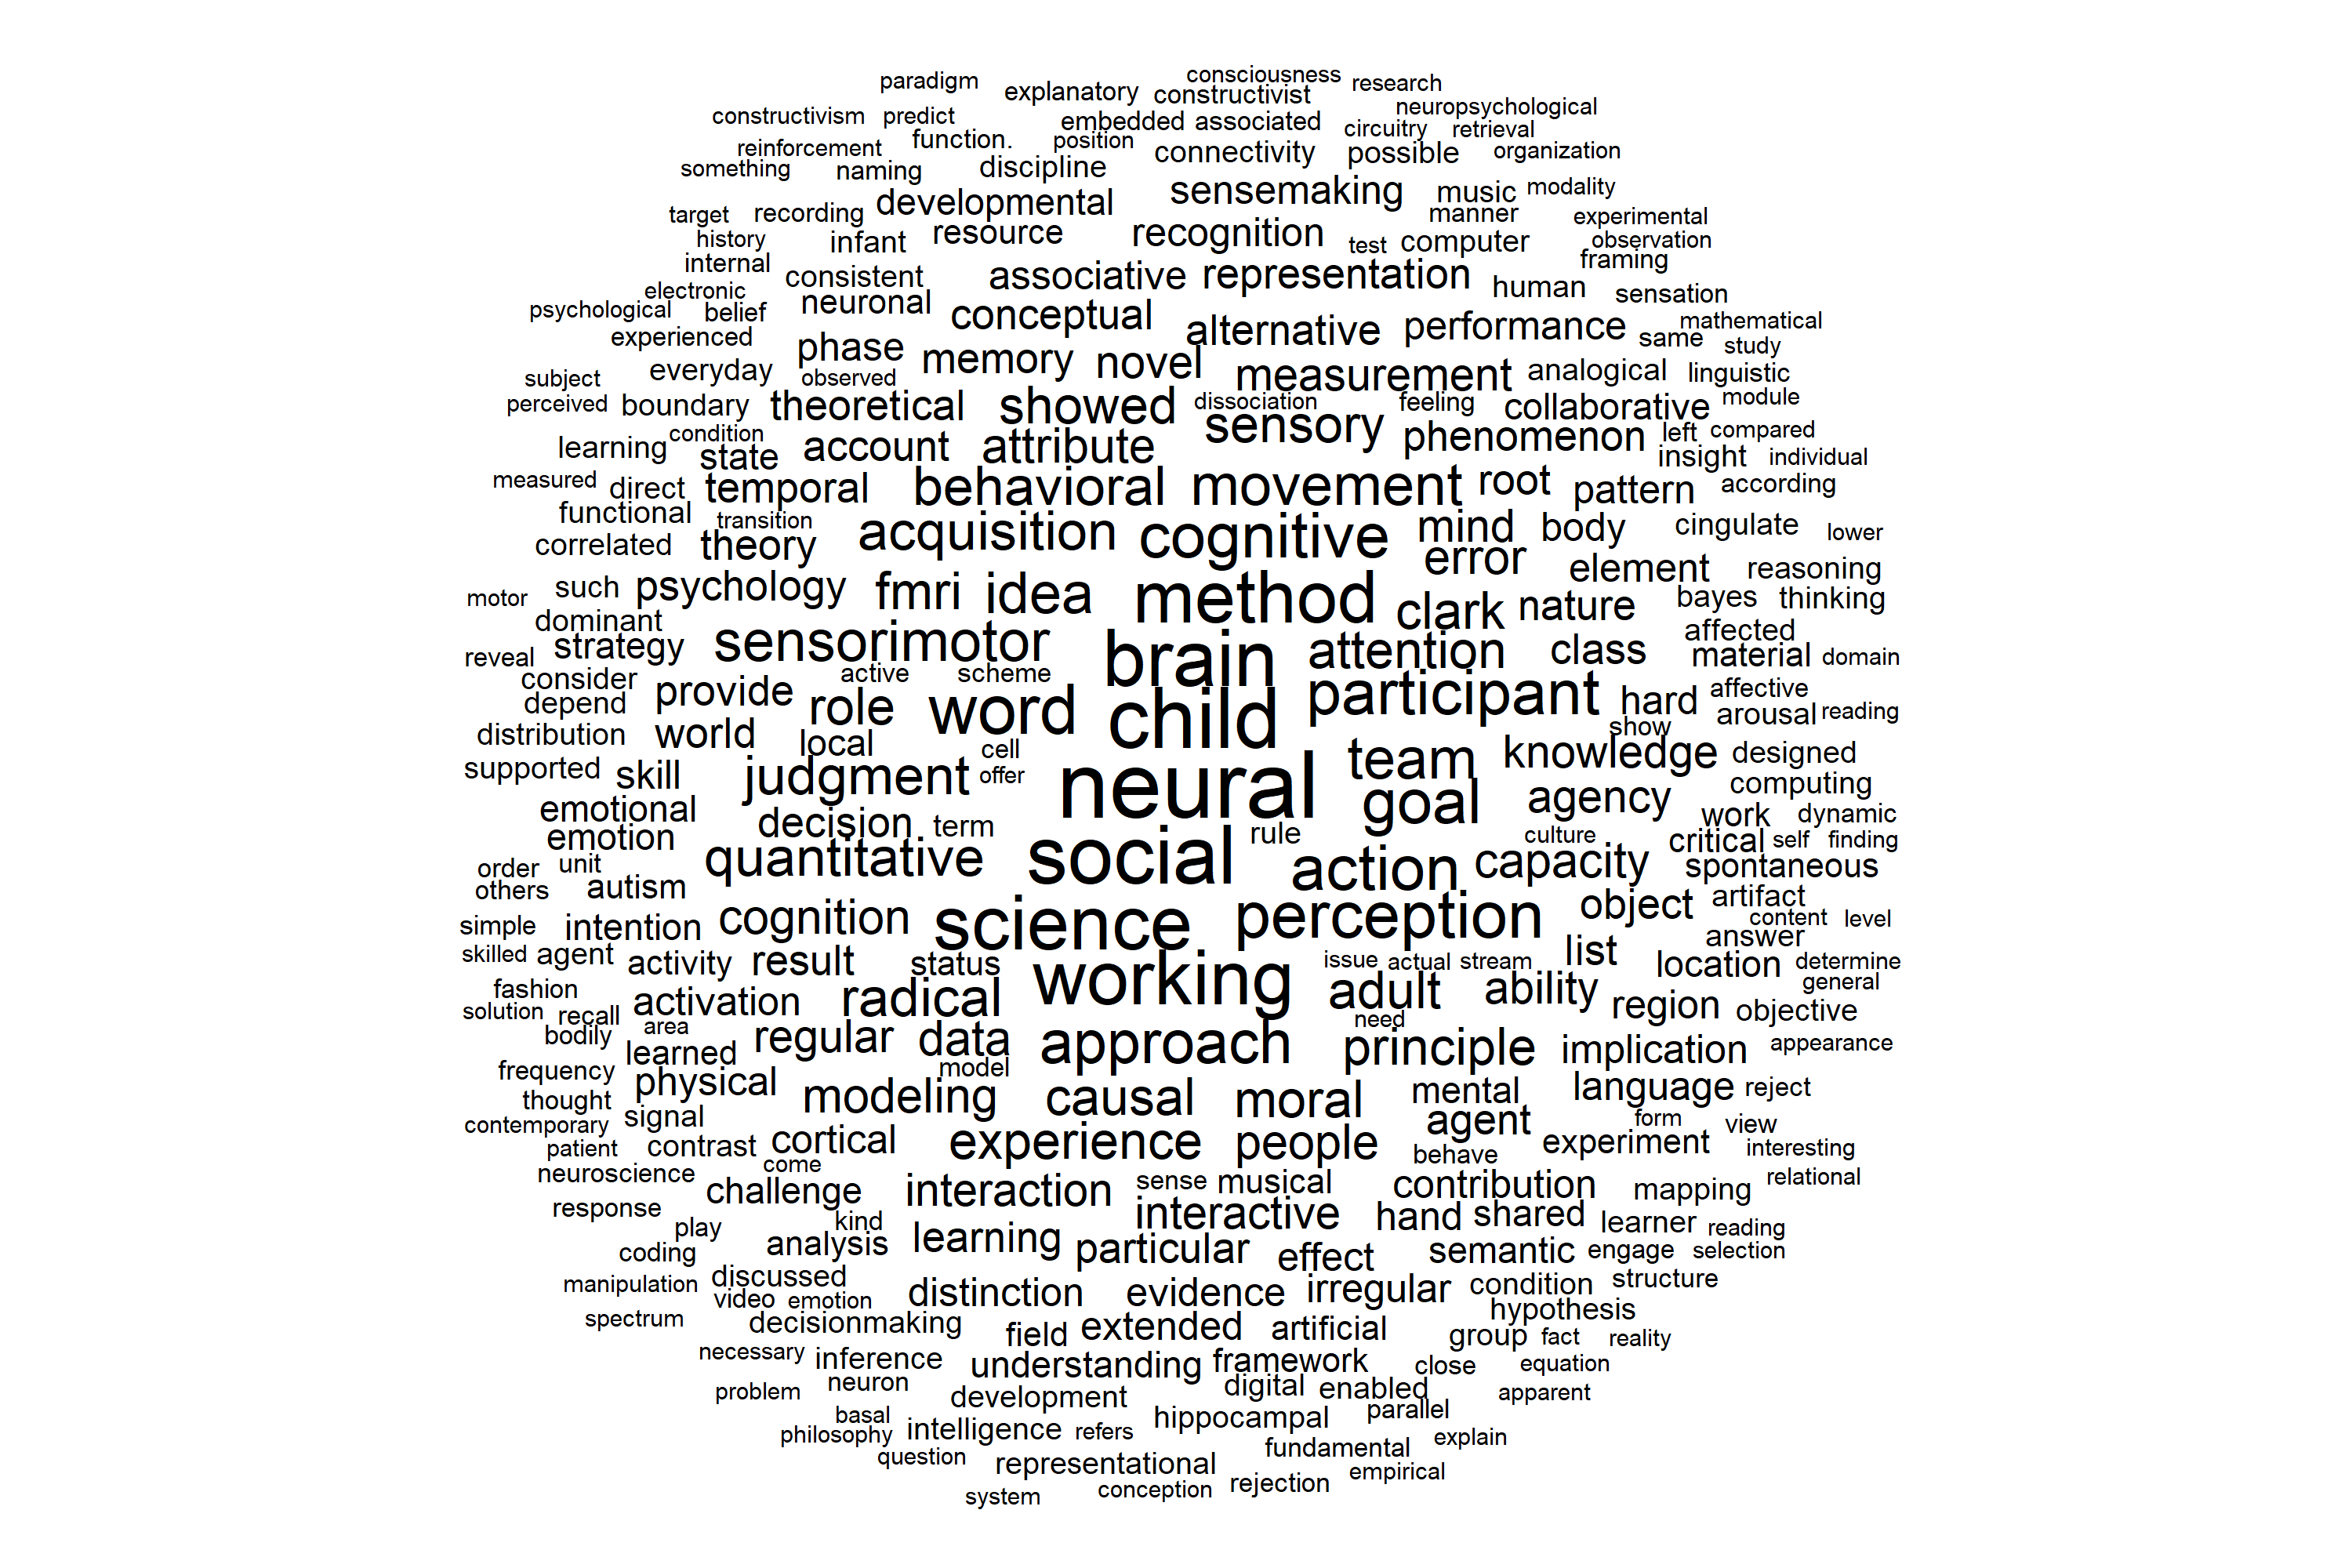 consciousness
paradigm explanatory constructivist research
constructivism predict embedded associated neuropsychological
reinforcement function. position circuitry retrieval
something naming discipline connectivity possible organization
developmental sensemaking music modality
target recording manner experimental
history infant resource recognition test computer observation
internal consistent associative representation framing
electronic neuronal human sensation
psychological belief conceptual alternative performance mathematical
experienced phase memory novel same study
everyday observed measurement analogical linguistic
subject
perceived boundary theoretical showed dissociation feeling collaborative module
learning condition account attribute sensory phenomenon left compared
state insight individual
measured direct temporal behavioral movement root pattern according
functional transition acquisition cognitive mind body cingulate lower
correlated theory error
such psychology fmri idea method element reasoning
motor clark nature bayes thinking
dominant
strategy sensorimotor brain attention class affected
reveal active scheme material domain
consider provide role word child participant hard affective
depend arousal reading
distribution world local cell show
supported skill judgment offer neural team knowledge designed
computing
emotional goal agency work dynamic
emotion decision term rule culture critical self finding
order unit quantitative social action capacity spontaneous
others autism artifact
simple intention cognition science perception object content level
answer
skilled agent activity result status working issue actual stream list location determine
fashion activation radical adult ability general
solution recall region objective
bodily area regular data approach need principle implication appearance
learned
frequency physical model language reject
thought modeling causal moral mental
contemporary signal agent form view
patient contrast cortical experience people behave experiment interesting
neuroscience come
challenge interaction sense musical contribution mapping relational
response play kind interactive hand shared learner reading
coding analysis learning particular effect semantic engage selection
manipulation discussed distinction evidence irregular condition structure
video emotion
spectrum decisionmaking field extended artificial hypothesis
group fact reality
necessary inference understanding framework close equation
problem neuron development digital enabled apparent
basal hippocampal parallel
philosophy intelligence refers explain
question representational fundamental empirical
system conception rejection